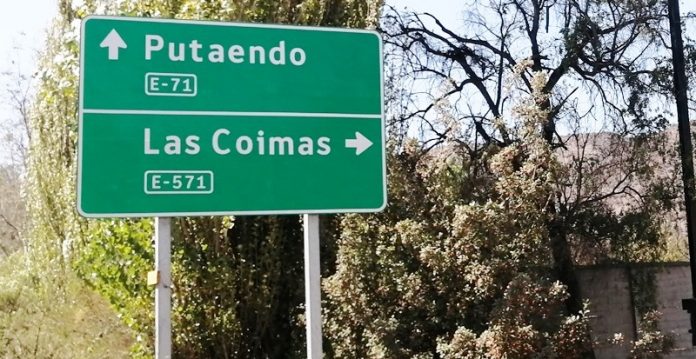 Putaendo
E-71
Las Coimas
E-571